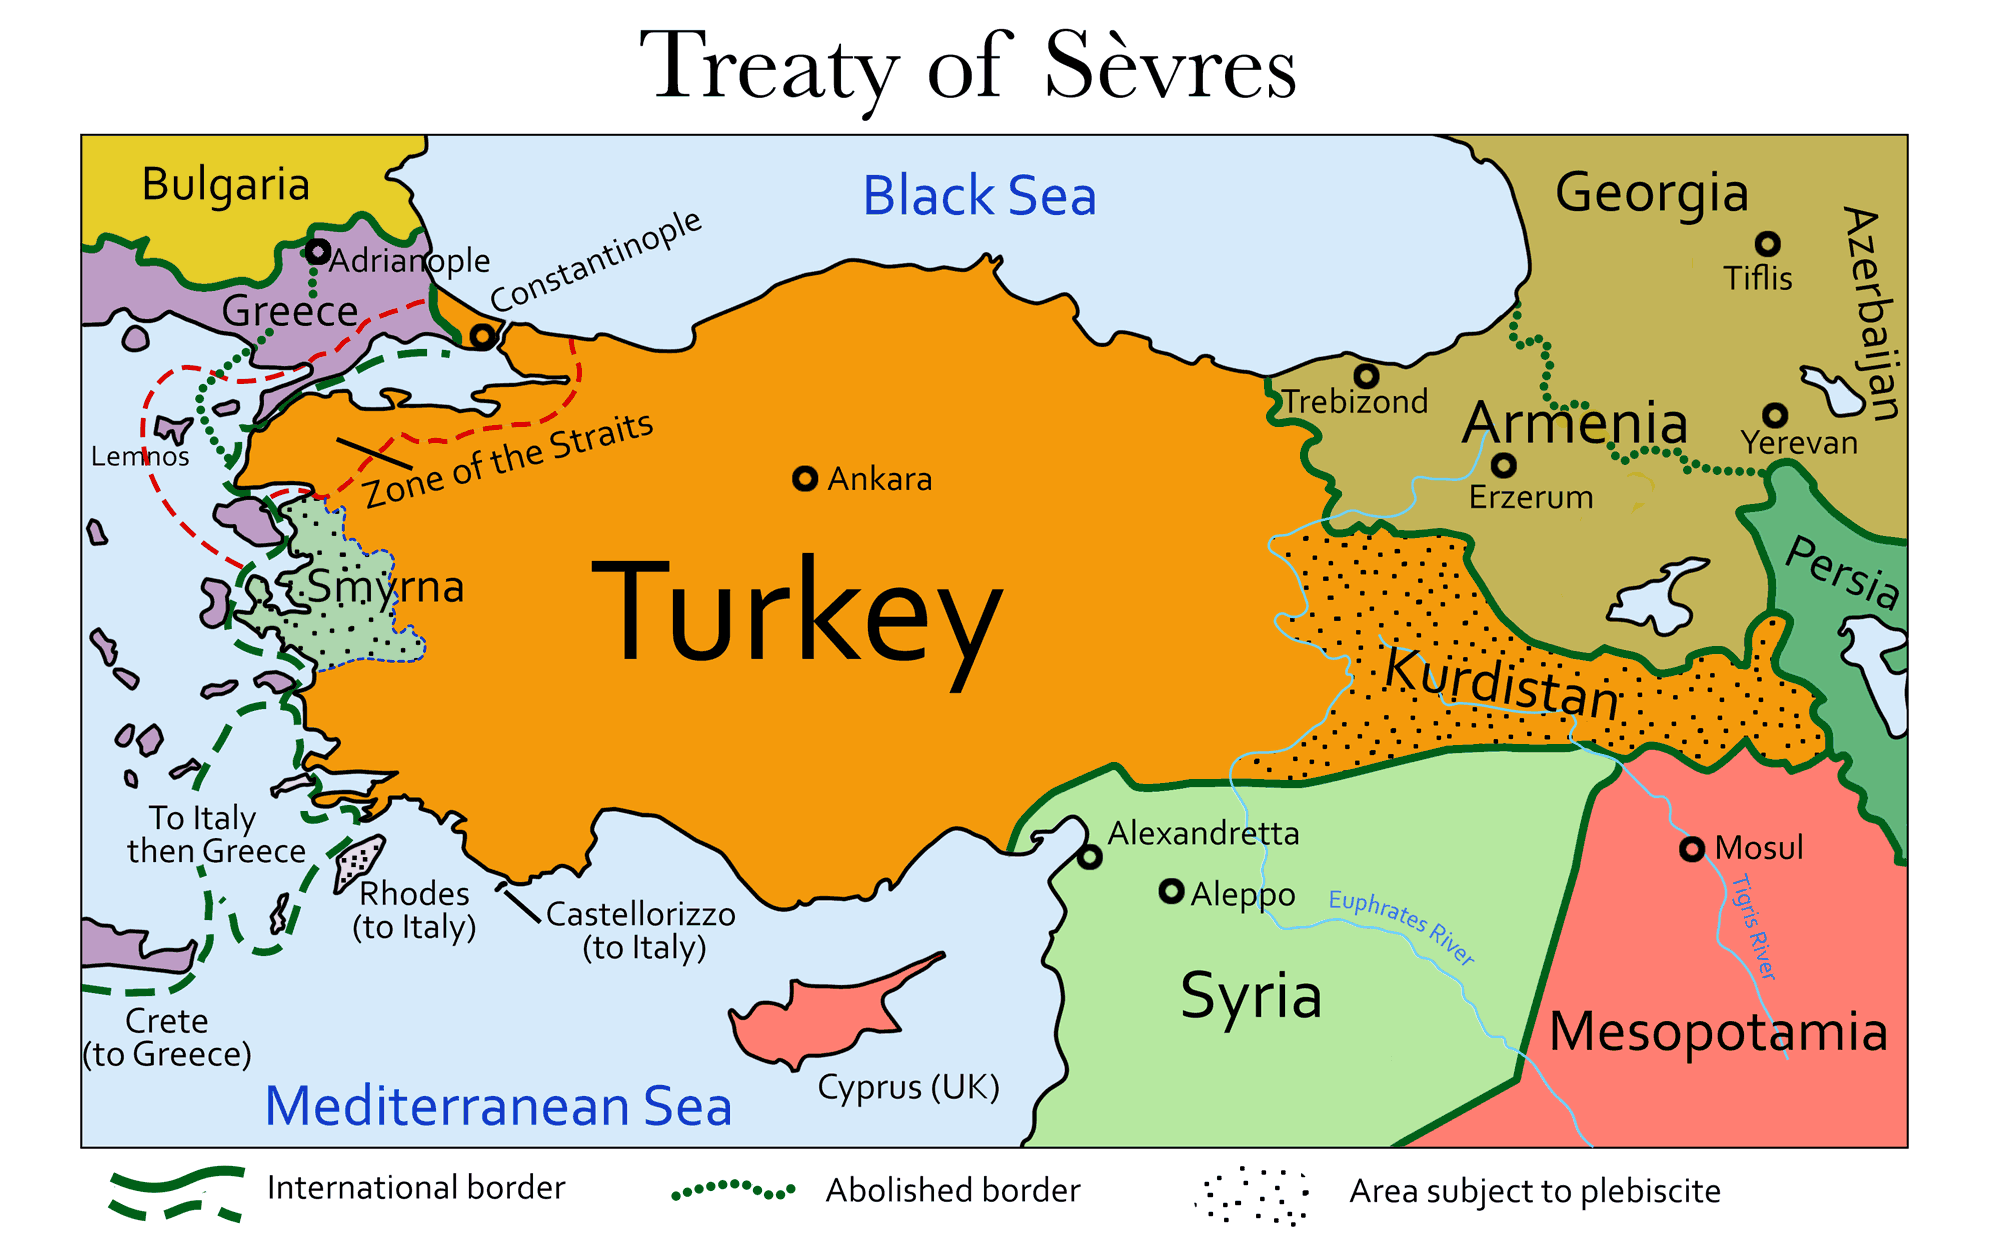 Treaty of Sèvres
Bulgaria
Black Sea
Georgia
Azerbaijan
Adrianople
Constantinople
Tiflis
Greece
Trebizond
Armenia
Yerevan
Lemnos
Zone of the Straits
Ankara
Erzerum
Persia
Smyrna
Turkey
Kurdistan
To Italy
then Greece
Alexandretta
Mosul
Rhodes
(to Italy)
Castellorizzo
(to Italy)
Aleppo
Euphrates River
Tigris River
Syria
Mesopotamia
Crete
(to Greece)
Cyprus (UK)
Mediterranean Sea
International border
Abolished border
Area subject to plebiscite